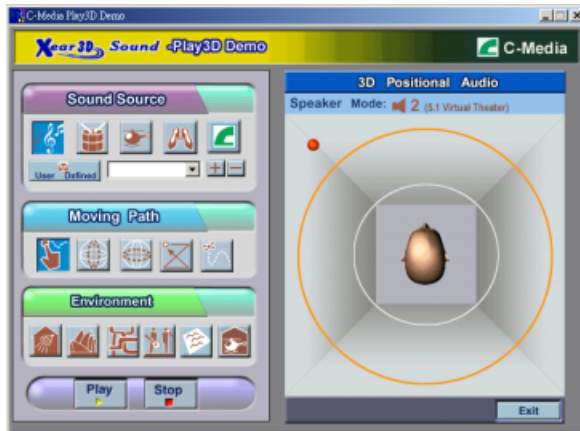 C-Media Play3D Demo
Xear 3D Sound -Play3D Demo
C-Media
Sound Source
User Defined
Moving Path
Environment
Play
Stop
3D Positional Audio
Speaker Mode: 2 (5.1 Virtual Theater)
Exit